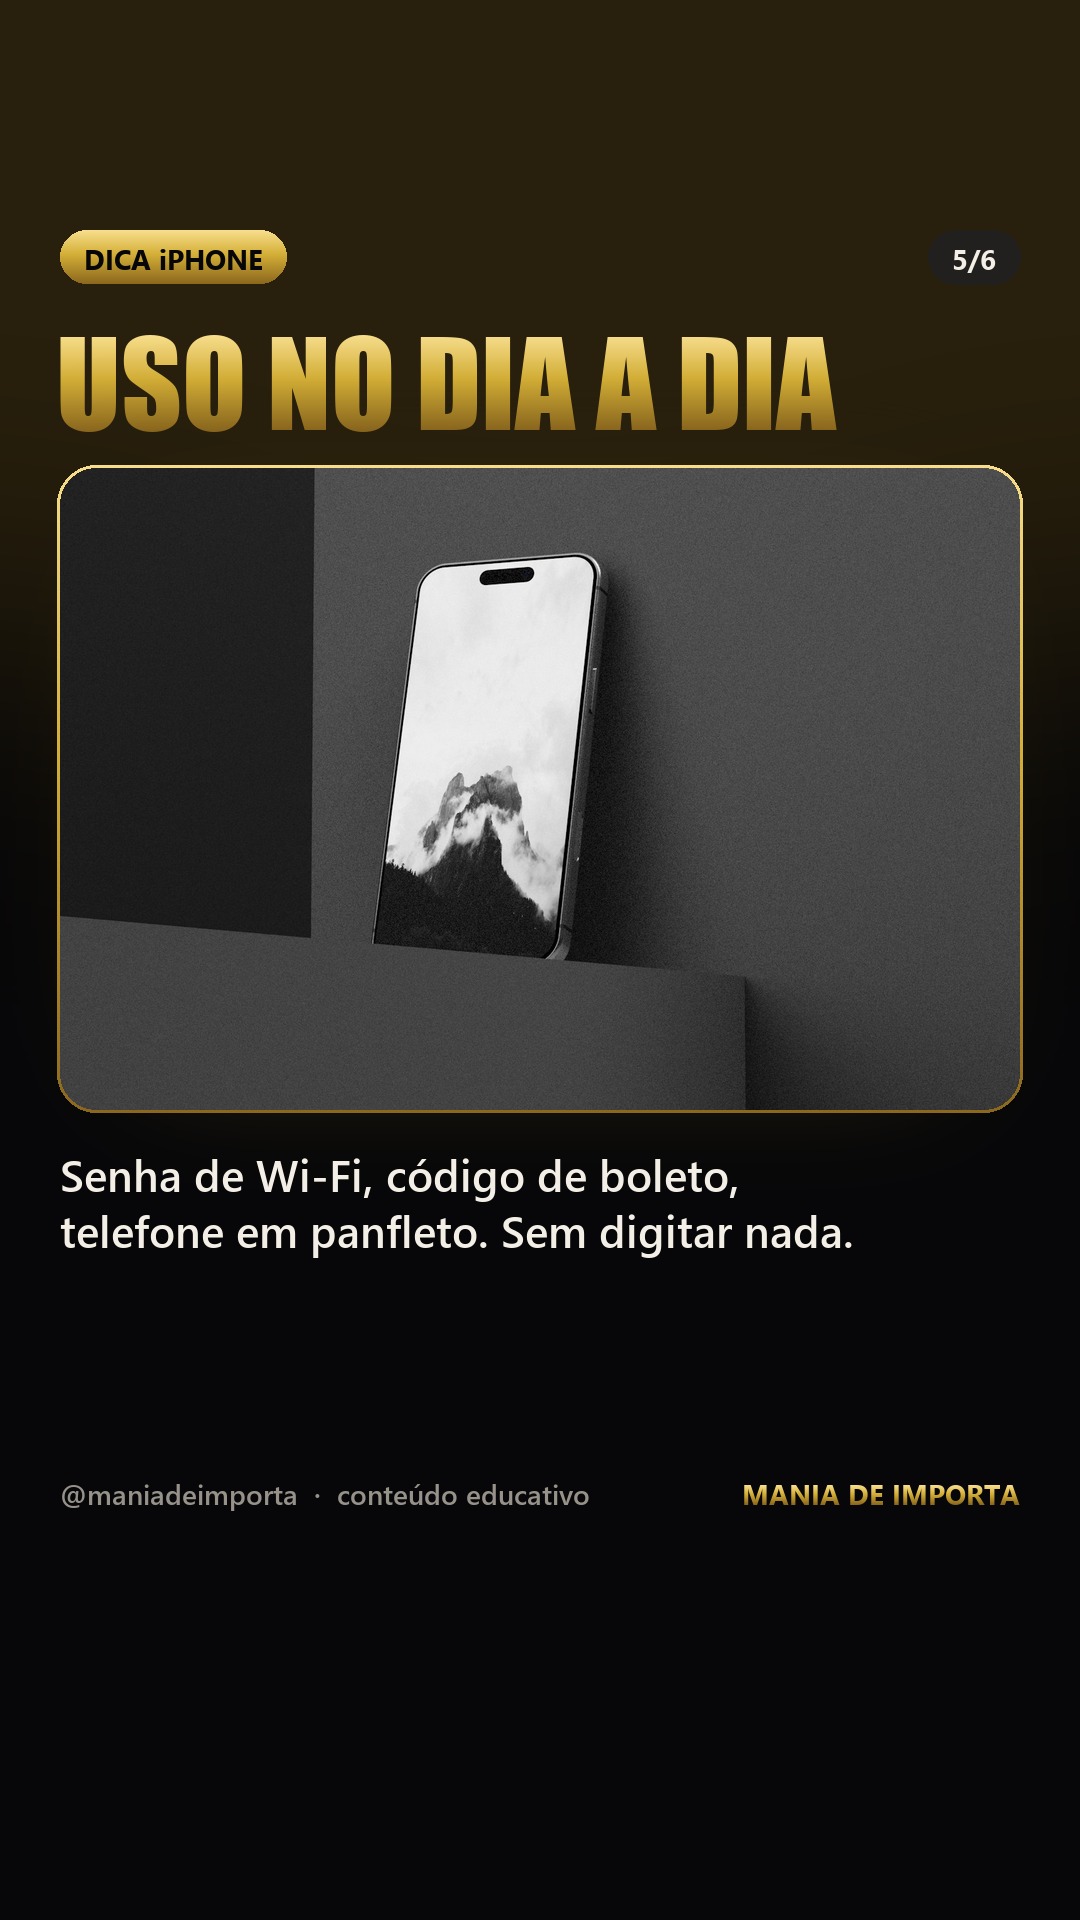 DICA iPHONE
5/6
USO NO DIA A DIA
Senha de Wi-Fi, código de boleto,
telefone em panfleto. Sem digitar nada.
@maniadeimporta · conteúdo educativo
MANIA DE IMPORTA